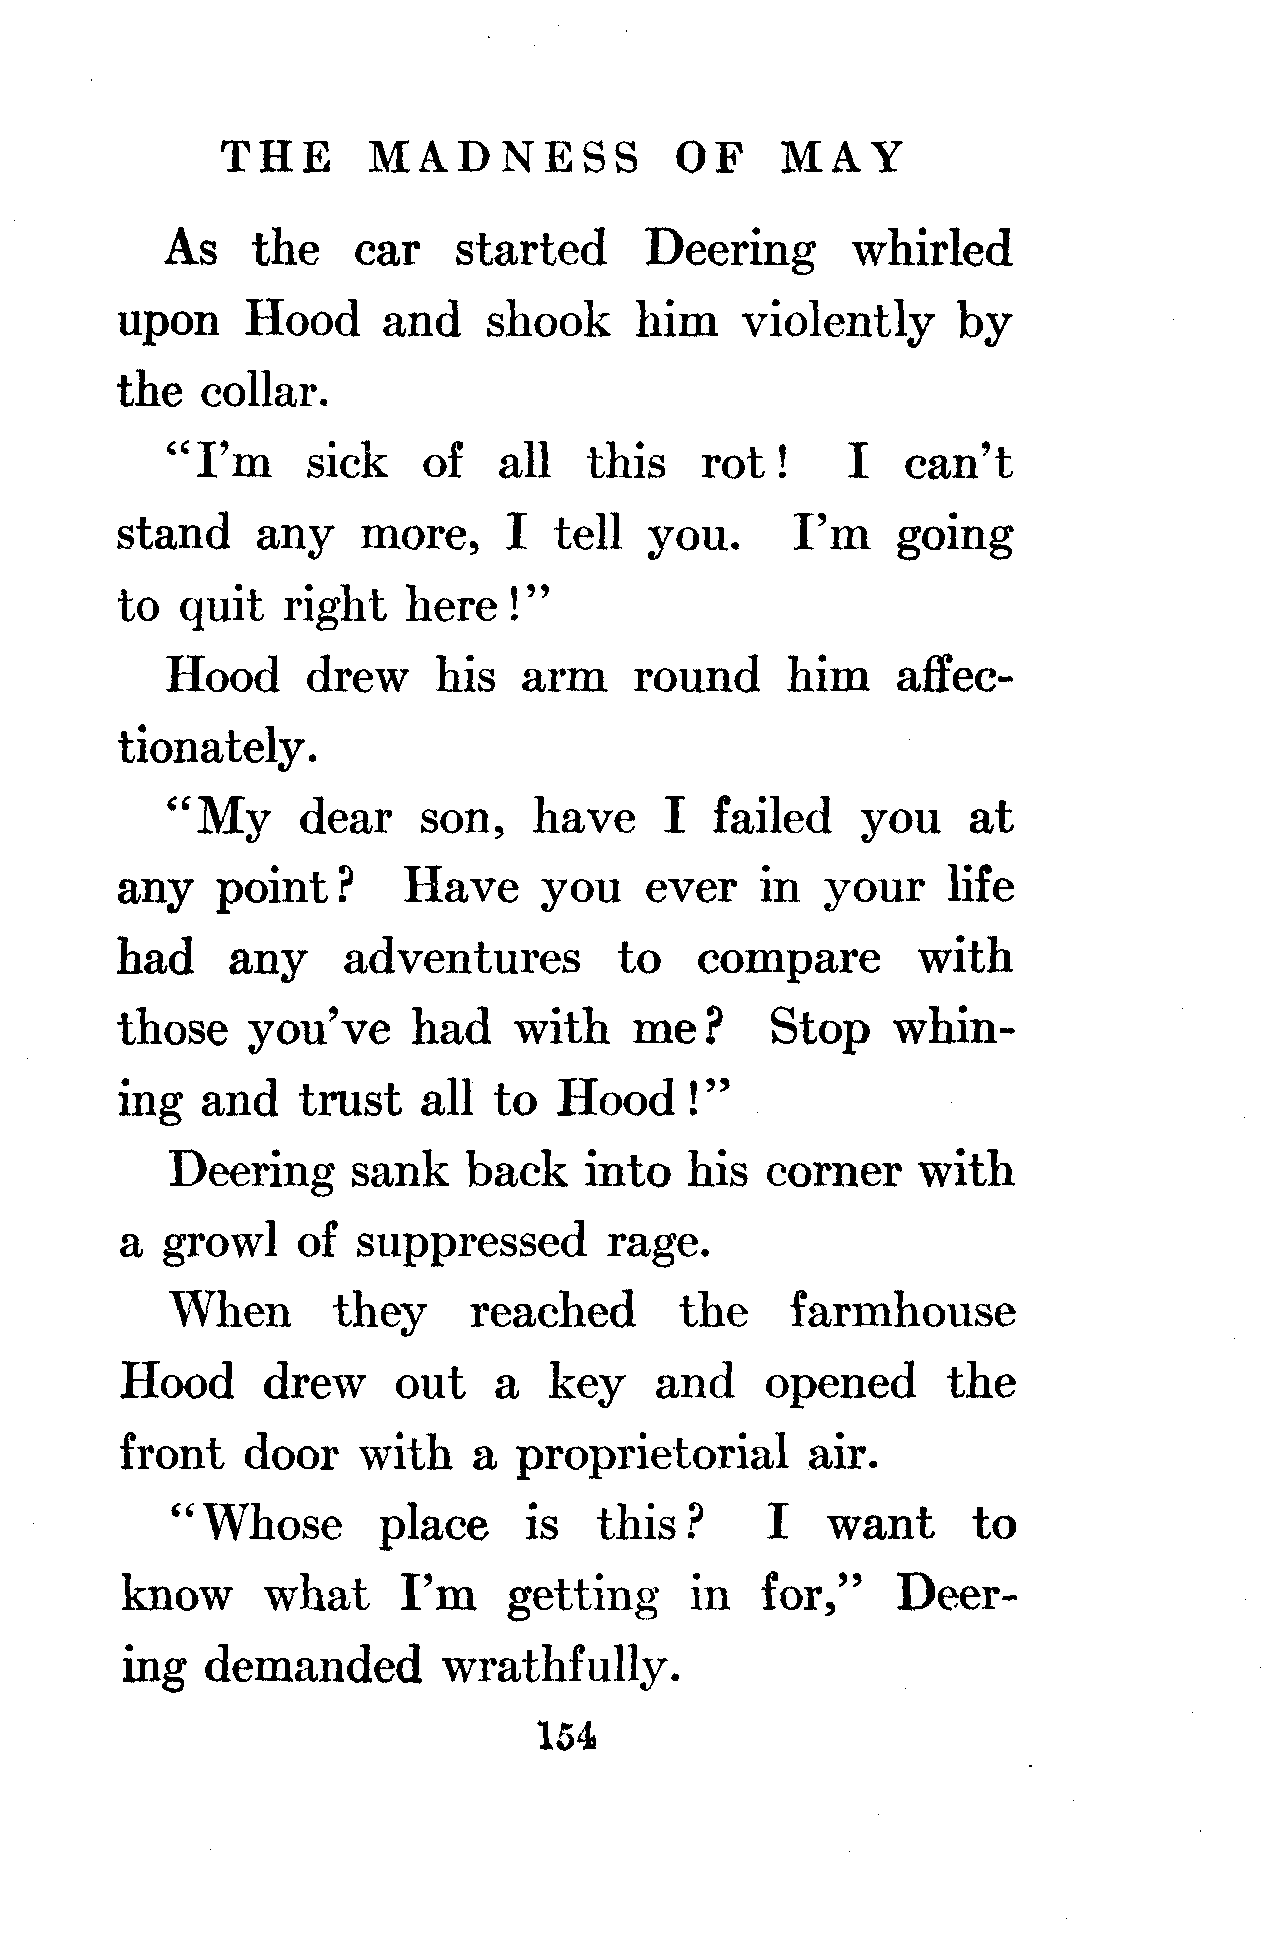 THE MADNESS OF MAY
As the car started Deering whirled
upon Hood and shook him violently by
the collar.
“I’m sick of all this rot! I can’t
stand any more, I tell you. I’m going
to quit right here!”
Hood drew his arm round him affec-
tionately.
“My dear son, have I failed you at
any point? Have you ever in your life
had any adventures to compare with
those you’ve had with me? Stop whin-
ing and trust all to Hood!”
Deering sank back into his corner with
a growl of suppressed rage.
When they reached the farmhouse
Hood drew out a key and opened the
front door with a proprietorial air.
“Whose place is this? I want to
know what I’m getting in for,” Deer-
ing demanded wrathfully.
154